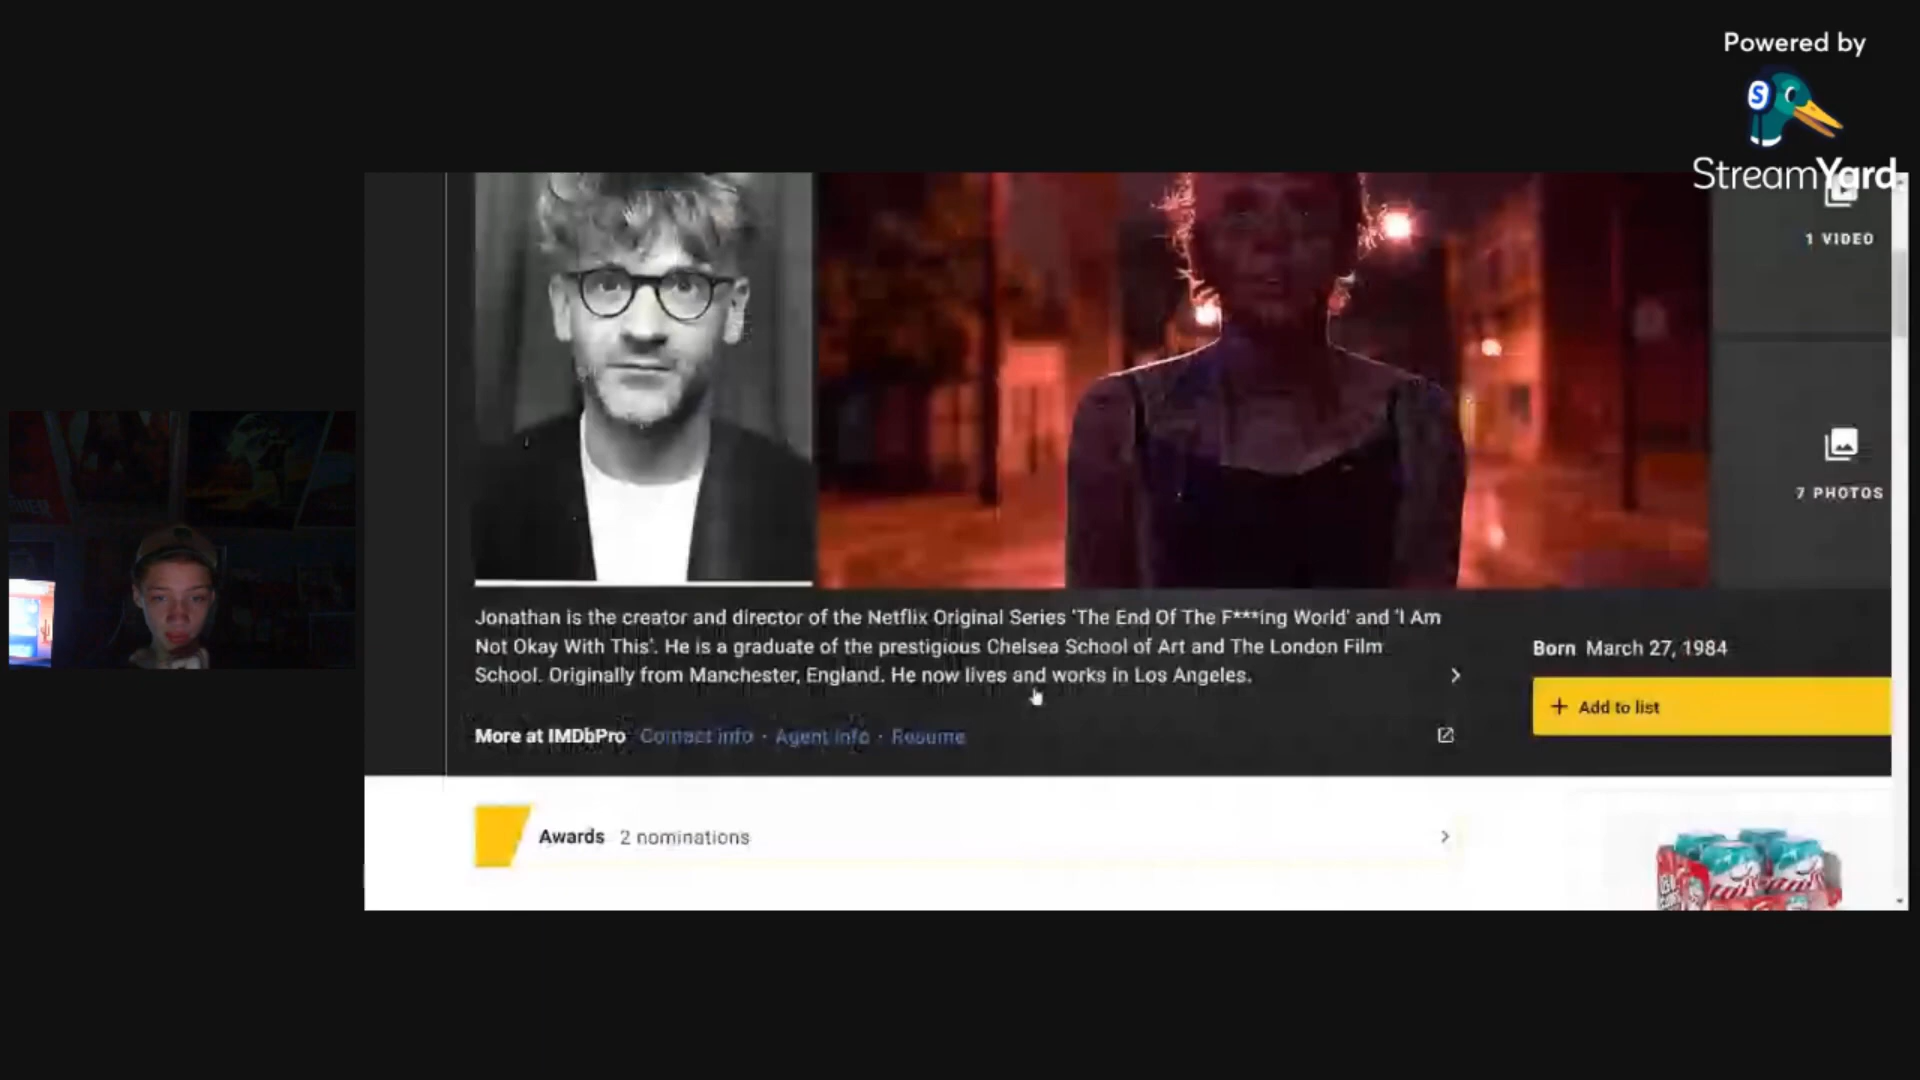 Powered by
StreamYard
1 VIDEO
7 PHOTOS
Jonathan is the creator and director of the Netflix Original Series 'The End Of The F***ing World' and 'I Am
Not Okay With This'. He is a graduate of the prestigious Chelsea School of Art and The London Film
School. Originally from Manchester, England. He now lives and works in Los Angeles.
Born March 27, 1984
+ Add to list
More at IMDbPro Contact info · Agent info · Resume
Awards 2 nominations